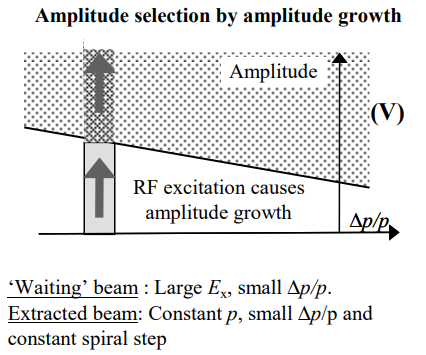 Amplitude selection by amplitude growth
Amplitude
(V)
RF excitation causes
amplitude growth
Δp/p
‘Waiting’ beam : Large Ex, small Δp/p.
Extracted beam: Constant p, small Δp/p and
constant spiral step